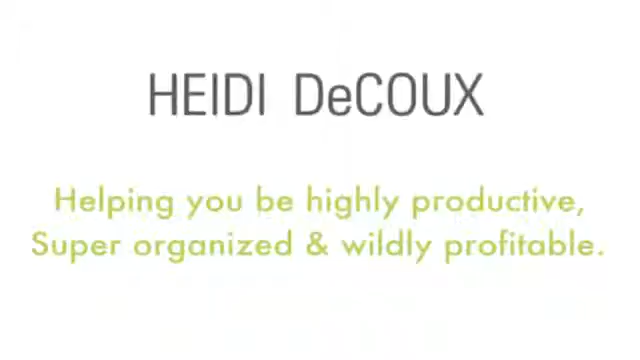 HEIDI DeCOUX
Helping you be highly productive,
Super organized & wildly profitable.